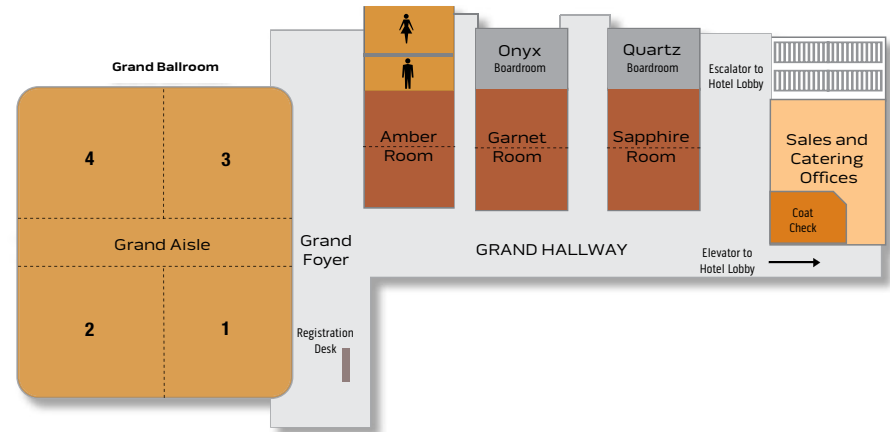 Grand Ballroom
4
3
Grand Aisle
2
1
Grand
Foyer
Registration
Desk
Amber
Room
Onyx
Boardroom
Garnet
Room
Quartz
Boardroom
Sapphire
Room
GRAND HALLWAY
Escalator to
Hotel Lobby
Sales and
Catering
Offices
Coat
Check
Elevator to
Hotel Lobby